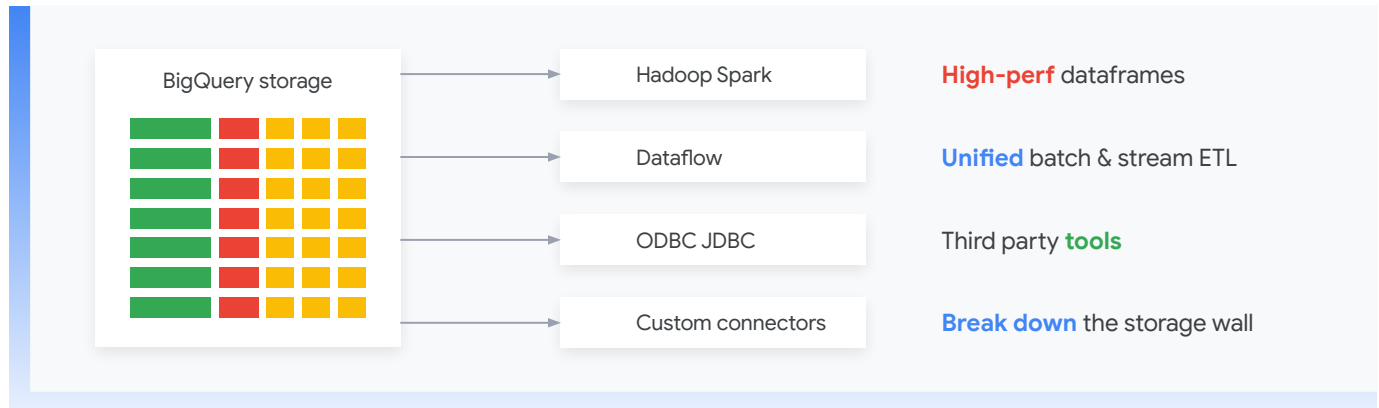 BigQuery storage
Hadoop Spark
High-perf dataframes
Dataflow
Unified batch & stream ETL
ODBC JDBC
Third party tools
Custom connectors
Break down the storage wall